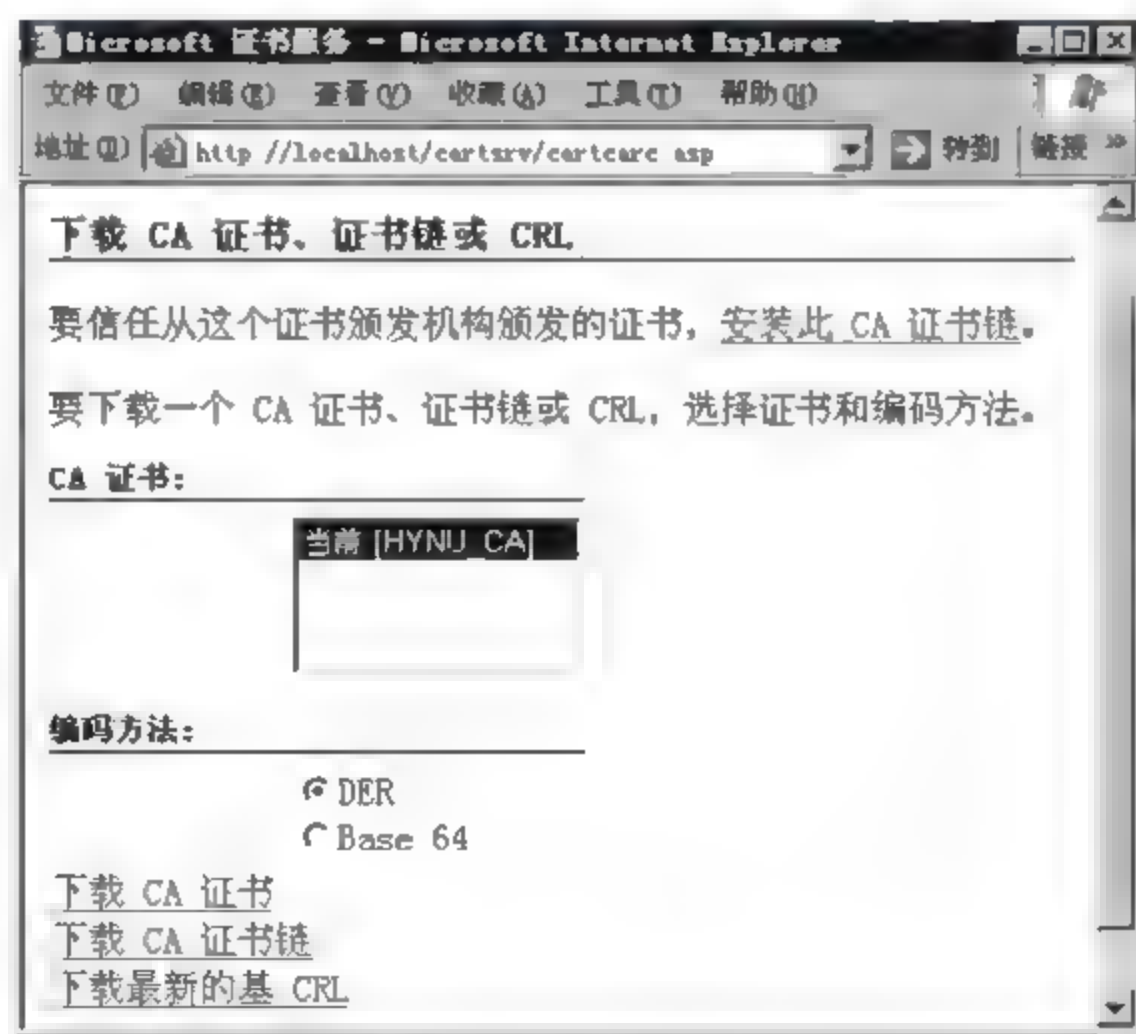 Microsoft 证书服务 - Microsoft Internet Explorer
文件(F) 编辑(E) 查看(V) 收藏(A) 工具(T) 帮助(H)
地址(D) http //localhost/certsrv/certcarc asp 转到 链接 »
下载 CA 证书、证书链或 CRL
要信任从这个证书颁发机构颁发的证书，安装此 CA 证书链。
要下载一个 CA 证书、证书链或 CRL，选择证书和编码方法。
CA 证书：
当前 [HYNU_CA]
编码方法：
DER
Base 64
下载 CA 证书
下载 CA 证书链
下载最新的基 CRL